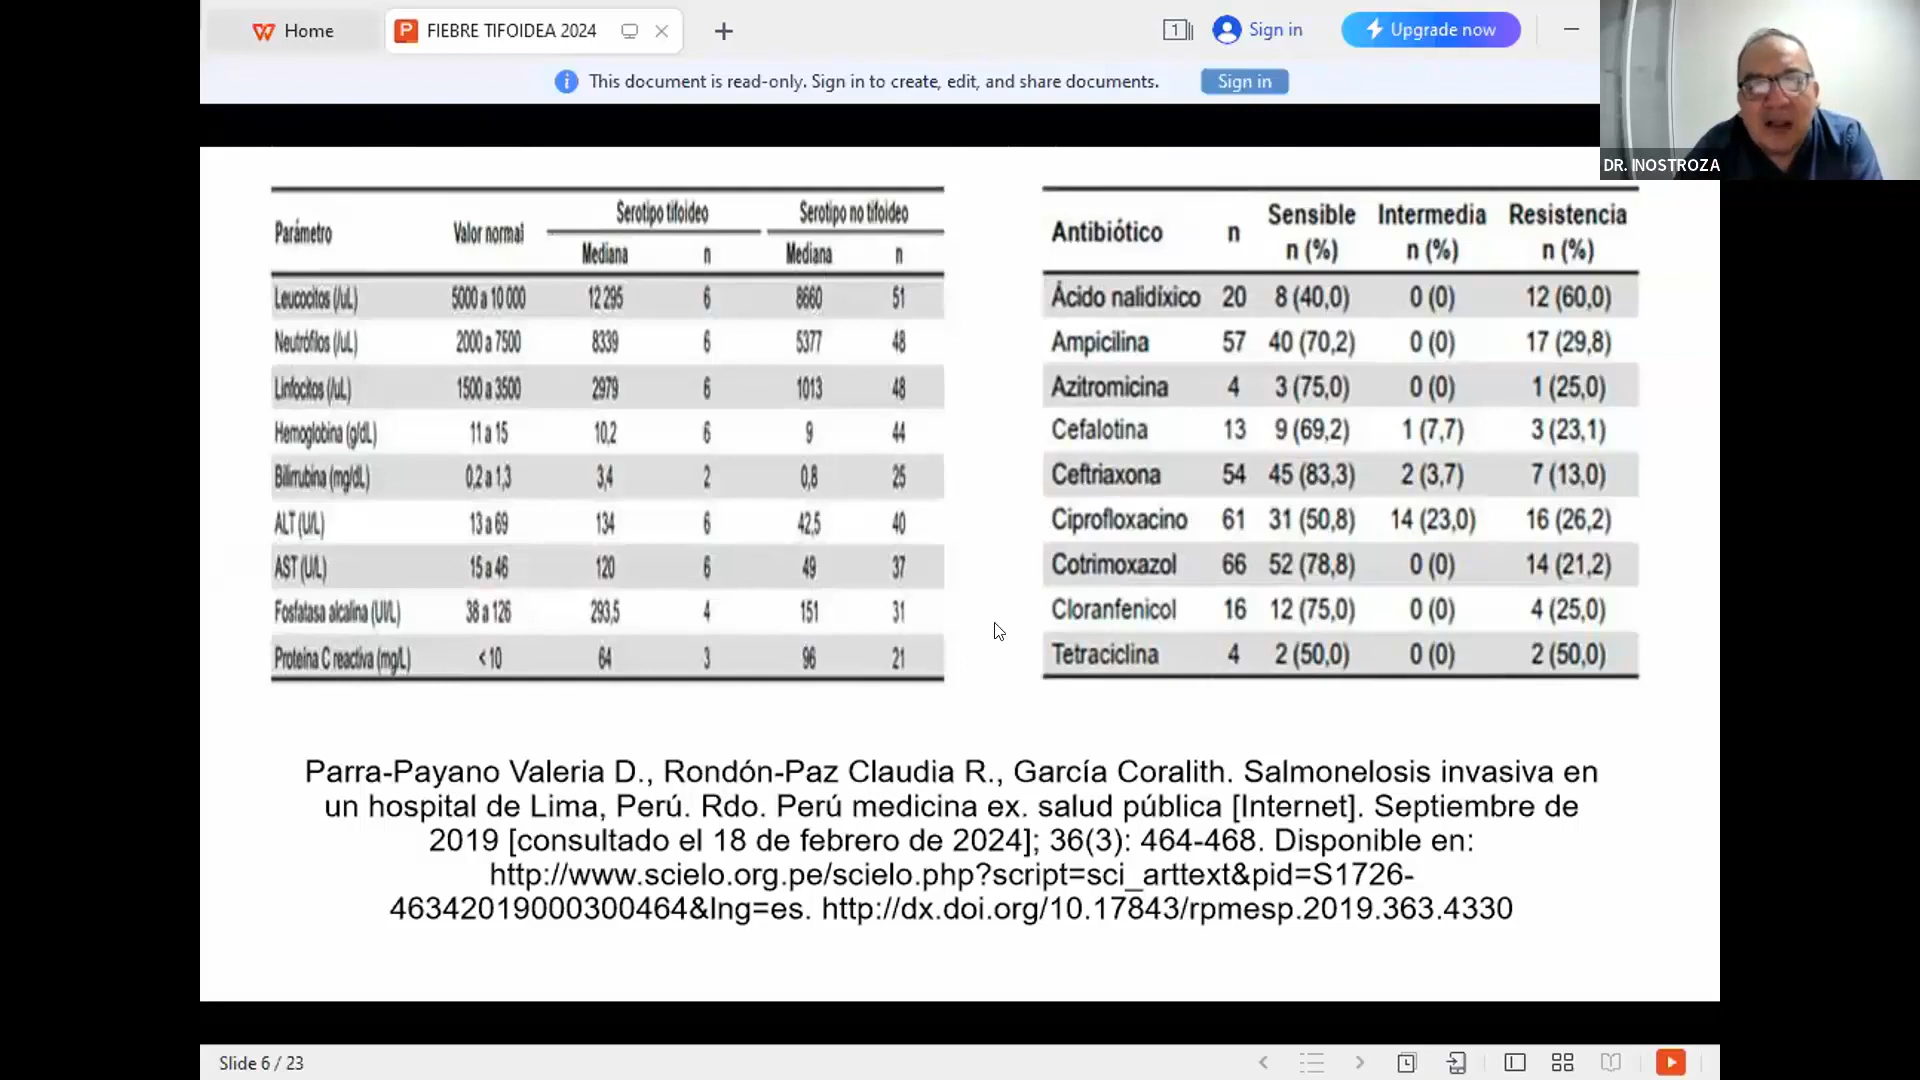 Home
FIEBRE TIFOIDEA 2024
1
Sign in
Upgrade now
This document is read-only. Sign in to create, edit, and share documents.
Sign in
DR. INOSTROZA
Parámetro Valor normal Serotipo tifoideo Serotipo no tifoideo
Mediana n Mediana n
Leucocitos (/uL) 5000 a 10 000 12 295 6 8660 51
Neutrófilos (/uL) 2000 a 7500 8339 6 5377 48
Linfocitos (/uL) 1500 a 3500 2979 6 1013 48
Hemoglobina (g/dL) 11 a 15 10,2 6 9 44
Bilirrubina (mg/dL) 0,2 a 1,3 3,4 2 0,8 25
ALT (U/L) 13 a 69 134 6 42,5 40
AST (U/L) 15 a 46 120 6 49 37
Fosfatasa alcalina (UI/L) 38 a 126 293,5 4 151 31
Proteína C reactiva (mg/L) < 10 64 3 96 21
Antibiótico n Sensible Intermedia Resistencia
n (%) n (%) n (%)
Ácido nalidíxico 20 8 (40,0) 0 (0) 12 (60,0)
Ampicilina 57 40 (70,2) 0 (0) 17 (29,8)
Azitromicina 4 3 (75,0) 0 (0) 1 (25,0)
Cefalotina 13 9 (69,2) 1 (7,7) 3 (23,1)
Ceftriaxona 54 45 (83,3) 2 (3,7) 7 (13,0)
Ciprofloxacino 61 31 (50,8) 14 (23,0) 16 (26,2)
Cotrimoxazol 66 52 (78,8) 0 (0) 14 (21,2)
Cloranfenicol 16 12 (75,0) 0 (0) 4 (25,0)
Tetraciclina 4 2 (50,0) 0 (0) 2 (50,0)
Parra-Payano Valeria D., Rondón-Paz Claudia R., García Coralith. Salmonelosis invasiva en
un hospital de Lima, Perú. Rdo. Perú medicina ex. salud pública [Internet]. Septiembre de
2019 [consultado el 18 de febrero de 2024]; 36(3): 464-468. Disponible en:
http://www.scielo.org.pe/scielo.php?script=sci_arttext&pid=S1726-
46342019000300464&lng=es. http://dx.doi.org/10.17843/rpmesp.2019.363.4330
Slide 6 / 23